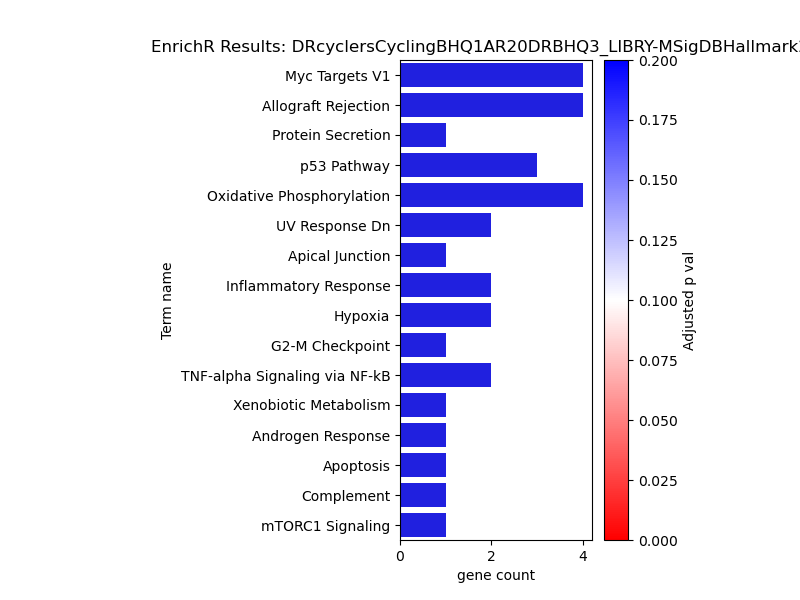 EnrichR Results: DRcyclersCyclingBHQ1AR20DRBHQ3_LIBRY-MSigDBHallmark
Term name
Myc Targets V1
Allograft Rejection
Protein Secretion
p53 Pathway
Oxidative Phosphorylation
UV Response Dn
Apical Junction
Inflammatory Response
Hypoxia
G2-M Checkpoint
TNF-alpha Signaling via NF-kB
Xenobiotic Metabolism
Androgen Response
Apoptosis
Complement
mTORC1 Signaling
0 2 4
gene count
0.200
0.175
0.150
0.125
0.100
0.075
0.050
0.025
0.000
Adjusted p val